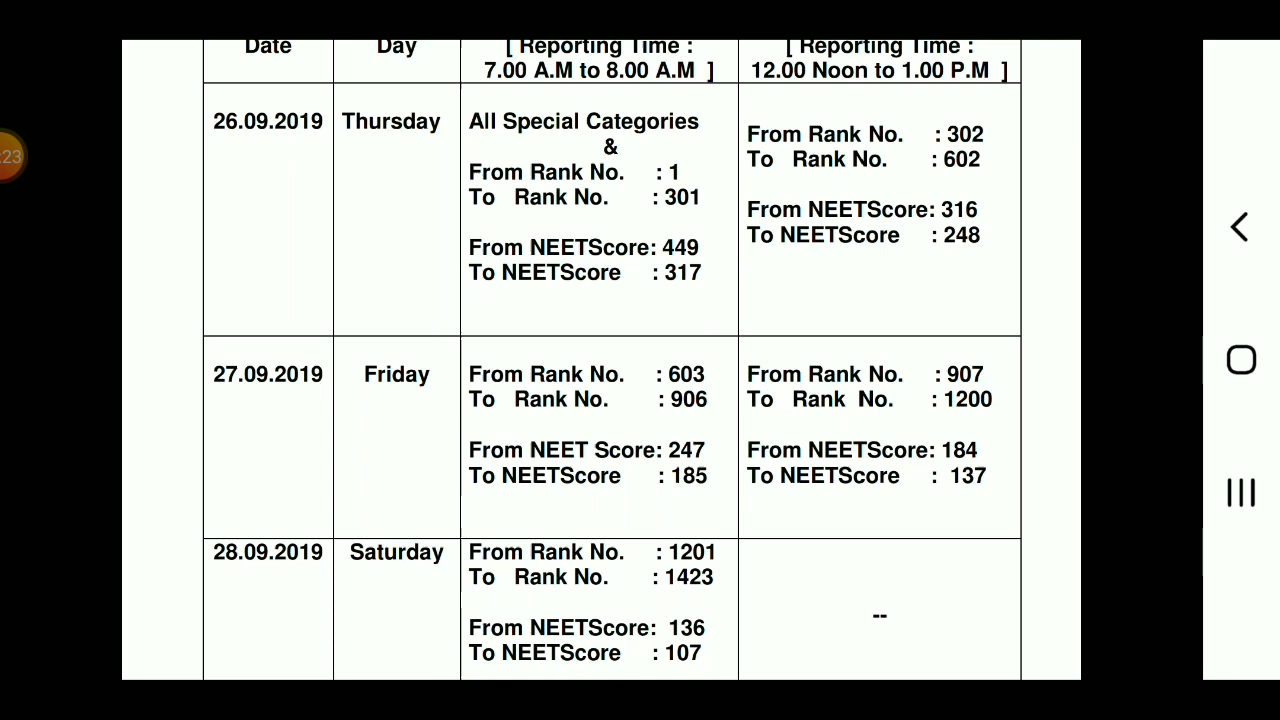 Date Day [ Reporting Time : [ Reporting Time :
7.00 A.M to 8.00 A.M ] 12.00 Noon to 1.00 P.M ]
26.09.2019 Thursday
All Special Categories
&
From Rank No. : 1
To Rank No. : 301
From NEETScore: 449
To NEETScore : 317
From Rank No. : 302
To Rank No. : 602
From NEETScore: 316
To NEETScore : 248
27.09.2019 Friday
From Rank No. : 603
To Rank No. : 906
From NEET Score: 247
To NEETScore : 185
From Rank No. : 907
To Rank No. : 1200
From NEETScore: 184
To NEETScore : 137
28.09.2019 Saturday
From Rank No. : 1201
To Rank No. : 1423
From NEETScore: 136
To NEETScore : 107
--
:23